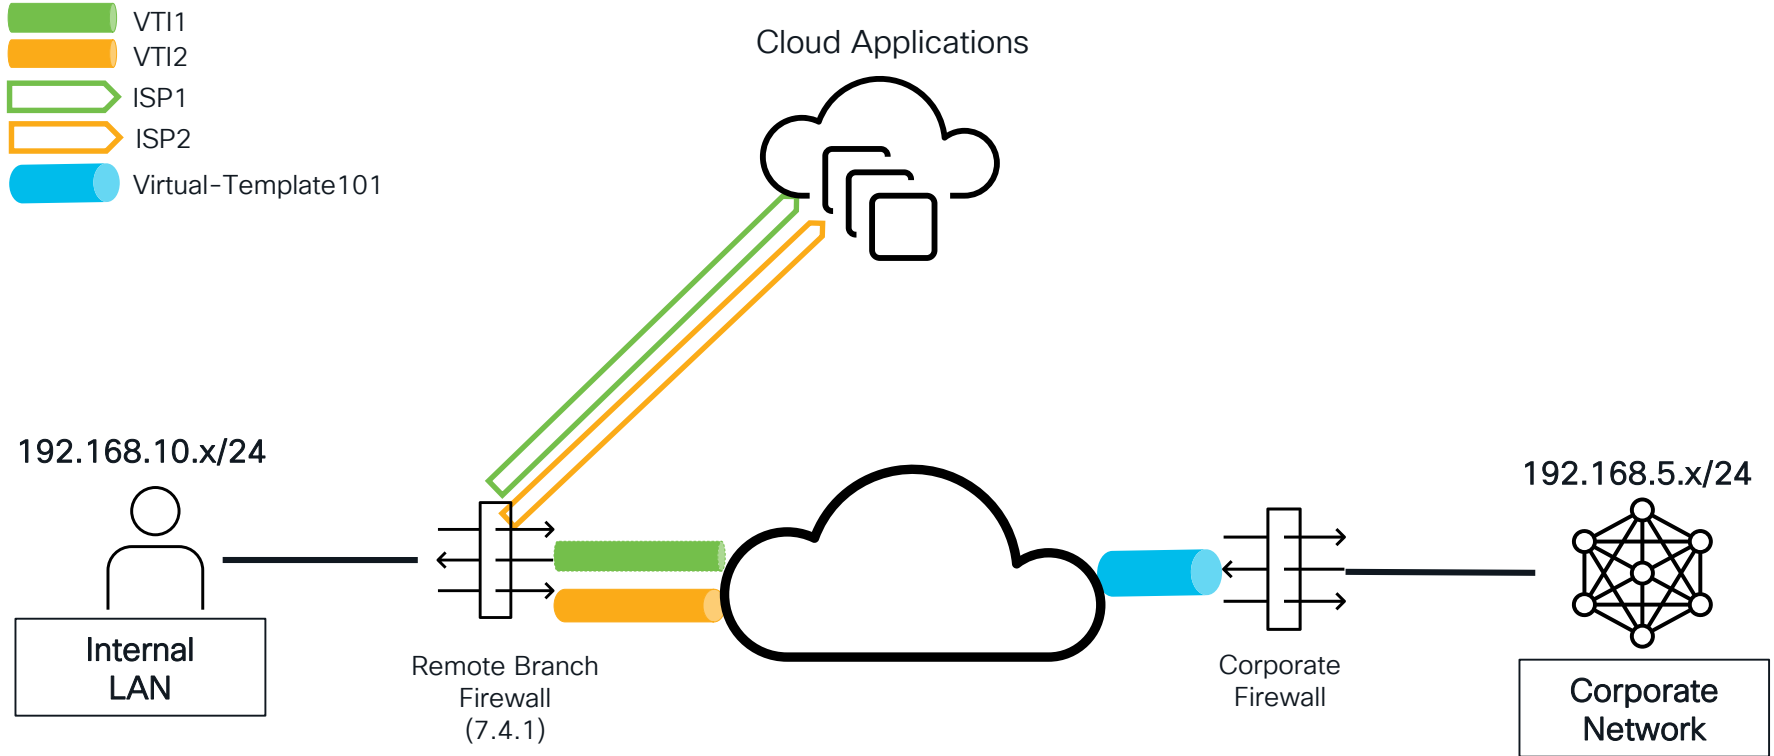 VTI1
VTI2
ISP1
ISP2
Virtual-Template101
Cloud Applications
192.168.10.x/24
Internal
LAN
Remote Branch
Firewall
(7.4.1)
Corporate
Firewall
192.168.5.x/24
Corporate
Network